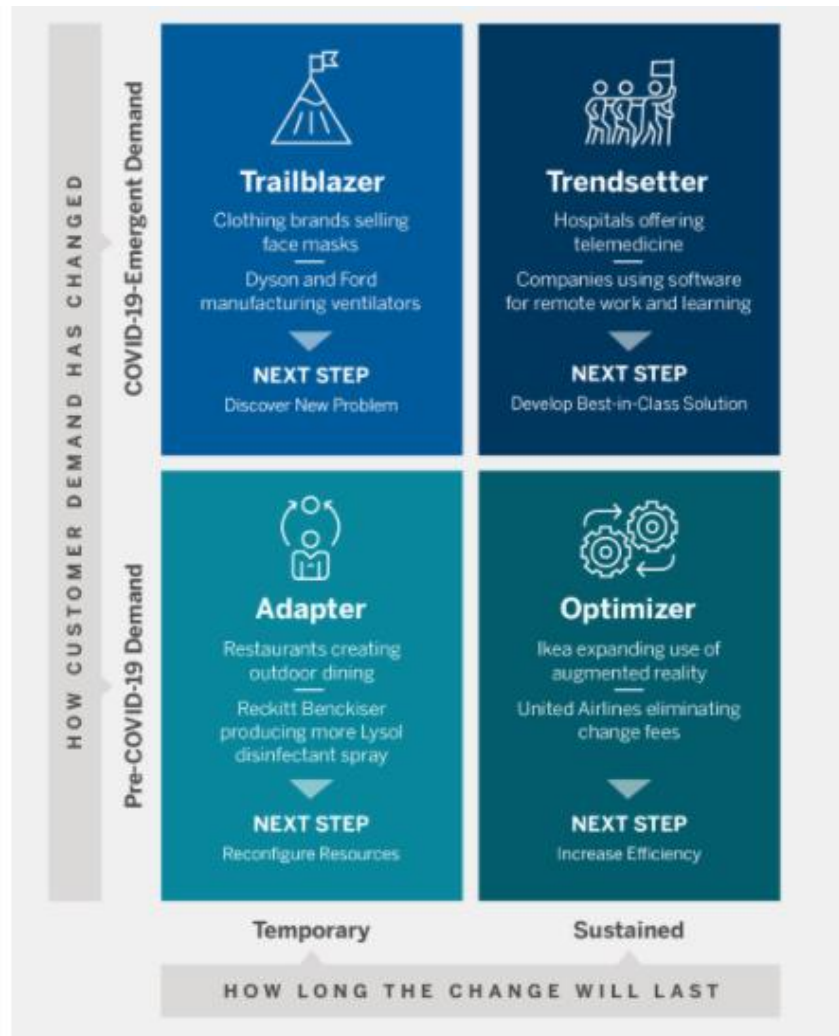 HOW CUSTOMER DEMAND HAS CHANGED
COVID-19-Emergent Demand
Trailblazer
Clothing brands selling
face masks
Dyson and Ford
manufacturing ventilators
NEXT STEP
Discover New Problem
Trendsetter
Hospitals offering
telemedicine
Companies using software
for remote work and learning
NEXT STEP
Develop Best-in-Class Solution
Pre-COVID-19 Demand
Adapter
Restaurants creating
outdoor dining
Reckitt Benckiser
producing more Lysol
disinfectant spray
NEXT STEP
Reconfigure Resources
Optimizer
Ikea expanding use of
augmented reality
United Airlines eliminating
change fees
NEXT STEP
Increase Efficiency
Temporary
Sustained
HOW LONG THE CHANGE WILL LAST